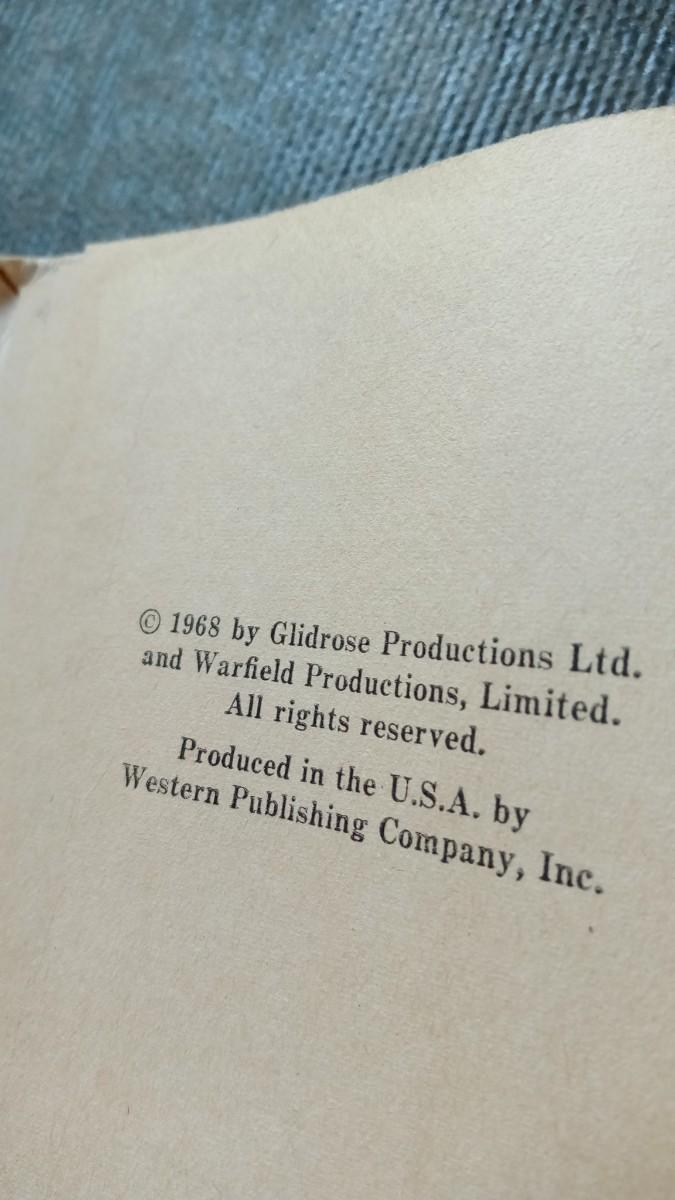 © 1968 by Glidrose Productions Ltd.
and Warfield Productions, Limited.
All rights reserved.
Produced in the U.S.A. by
Western Publishing Company, Inc.